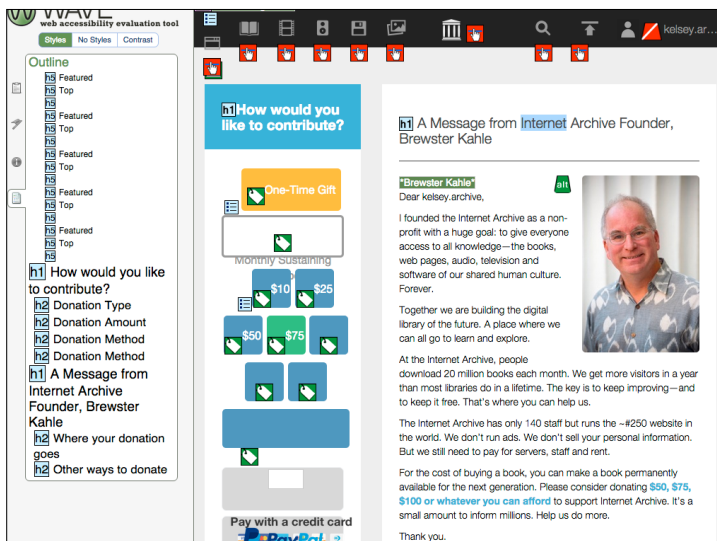 WAVE
web accessibility evaluation tool
Styles No Styles Contrast
Outline
h5 Featured
h5 Top
h5
h5 Featured
h5 Top
h5
h5 Featured
h5 Top
h5
h5 Featured
h5 Top
h5
h5 Featured
h5 Top
h5
h1 How would you like
to contribute?
h2 Donation Type
h2 Donation Amount
h2 Donation Method
h2 Donation Method
h1 A Message from
Internet Archive
Founder, Brewster
Kahle
h2 Where your donation
goes
h2 Other ways to donate
kelsey.ar...
h1 How would you
like to contribute?
One-Time Gift
Monthly Sustaining
$10 $25
$50 $75
Pay with a credit card
PayPal
h1 A Message from Internet Archive Founder,
Brewster Kahle
*Brewster Kahle*
alt
Dear kelsey.archive,
I founded the Internet Archive as a non-
profit with a huge goal: to give everyone
access to all knowledge—the books,
web pages, audio, television and
software of our shared human culture.
Forever.
Together we are building the digital
library of the future. A place where we
can all go to learn and explore.
At the Internet Archive, people
download 20 million books each month. We get more visitors in a year
than most libraries do in a lifetime. The key is to keep improving—and
to keep it free. That's where you can help us.
The Internet Archive has only 140 staff but runs the ~#250 website in
the world. We don't run ads. We don't sell your personal information.
But we still need to pay for servers, staff and rent.
For the cost of buying a book, you can make a book permanently
available for the next generation. Please consider donating $50, $75,
$100 or whatever you can afford to support Internet Archive. It's a
small amount to inform millions. Help us do more.
Thank you.